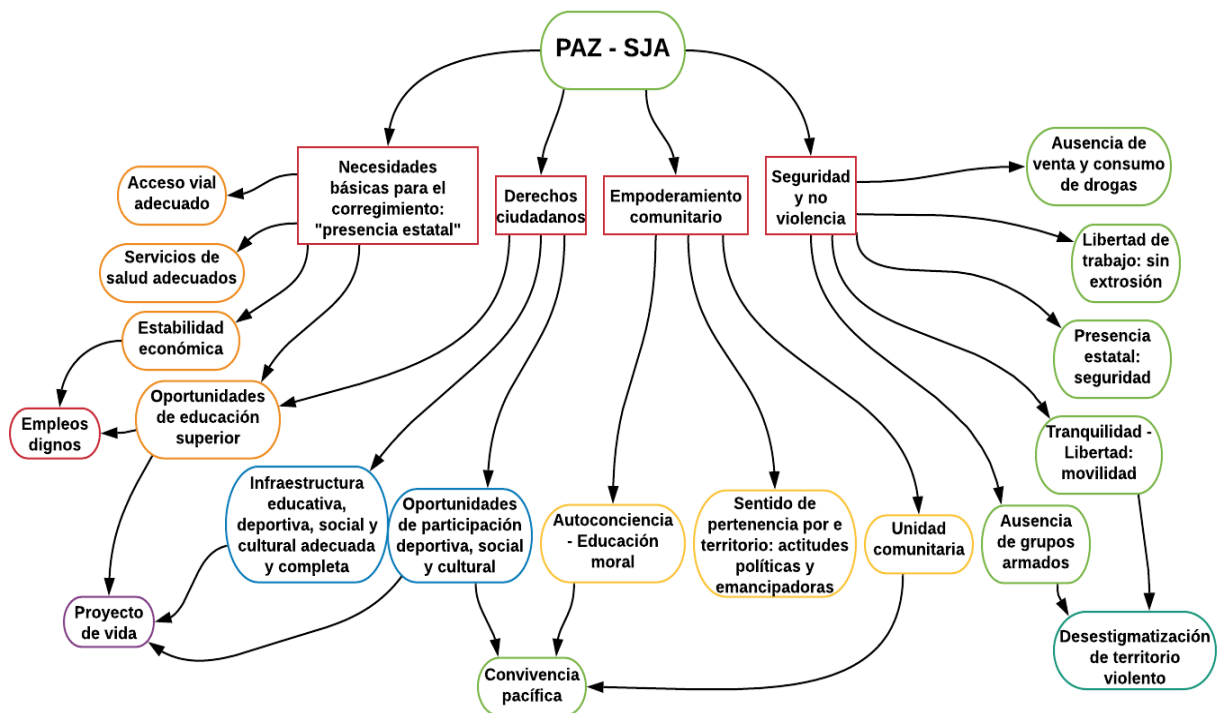 PAZ - SJA
Necesidades
básicas para el
corregimiento:
"presencia estatal"
Derechos
ciudadanos
Empoderamiento
comunitario
Seguridad
y no
violencia
Ausencia de
venta y consumo
de drogas
Acceso vial
adecuado
Servicios de
salud adecuados
Libertad de
trabajo: sin
extrosión
Estabilidad
económica
Presencia
estatal:
seguridad
Oportunidades
de educación
superior
Empleos
dignos
Tranquilidad -
Libertad:
movilidad
Infraestructura
educativa,
deportiva, social y
cultural adecuada
y completa
Oportunidades
de participación
deportiva, social
y cultural
Autoconciencia
- Educación
moral
Sentido de
pertenencia por e
territorio: actitudes
políticas y
emancipadoras
Unidad
comunitaria
Ausencia
de grupos
armados
Proyecto
de vida
Convivencia
pacífica
Desestigmatización
de territorio
violento